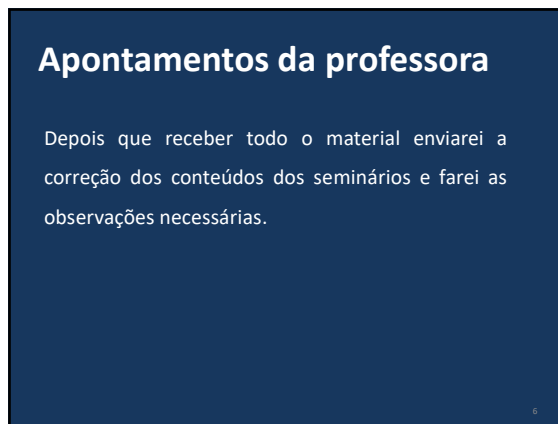 Apontamentos da professora
Depois que receber todo o material enviarei a
correção dos conteúdos dos seminários e farei as
observações necessárias.
6